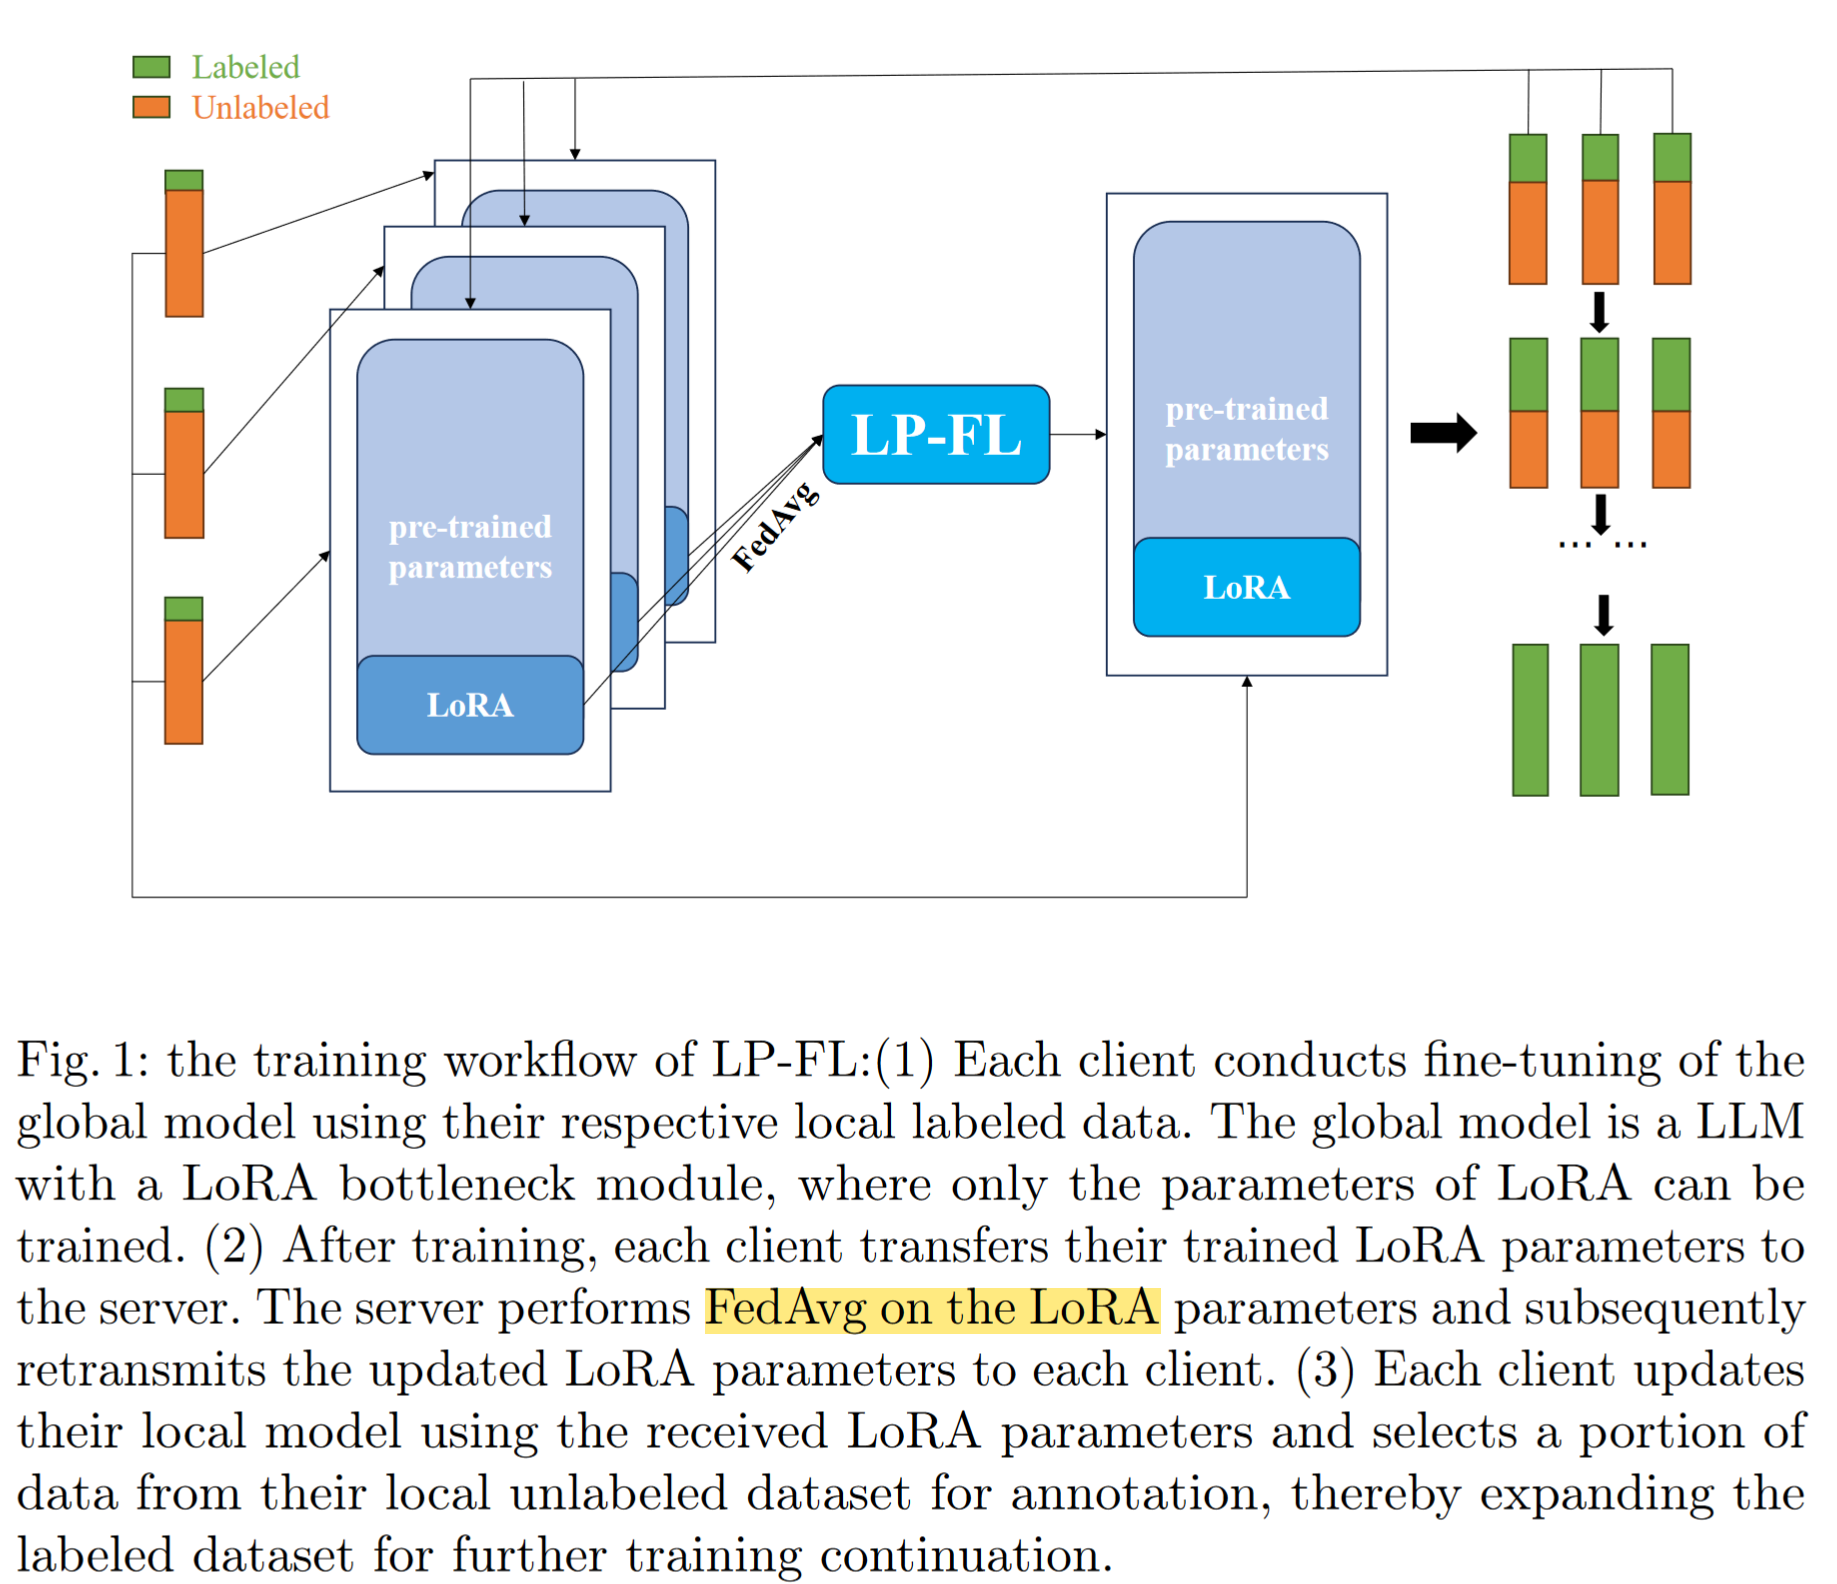 Labeled
Unlabeled
pre-trained
parameters
LoRA
FedAvg
LP-FL
pre-trained
parameters
LoRA
... ...
Fig. 1: the training workflow of LP-FL:(1) Each client conducts fine-tuning of the
global model using their respective local labeled data. The global model is a LLM
with a LoRA bottleneck module, where only the parameters of LoRA can be
trained. (2) After training, each client transfers their trained LoRA parameters to
the server. The server performs FedAvg on the LoRA parameters and subsequently
retransmits the updated LoRA parameters to each client. (3) Each client updates
their local model using the received LoRA parameters and selects a portion of
data from their local unlabeled dataset for annotation, thereby expanding the
labeled dataset for further training continuation.